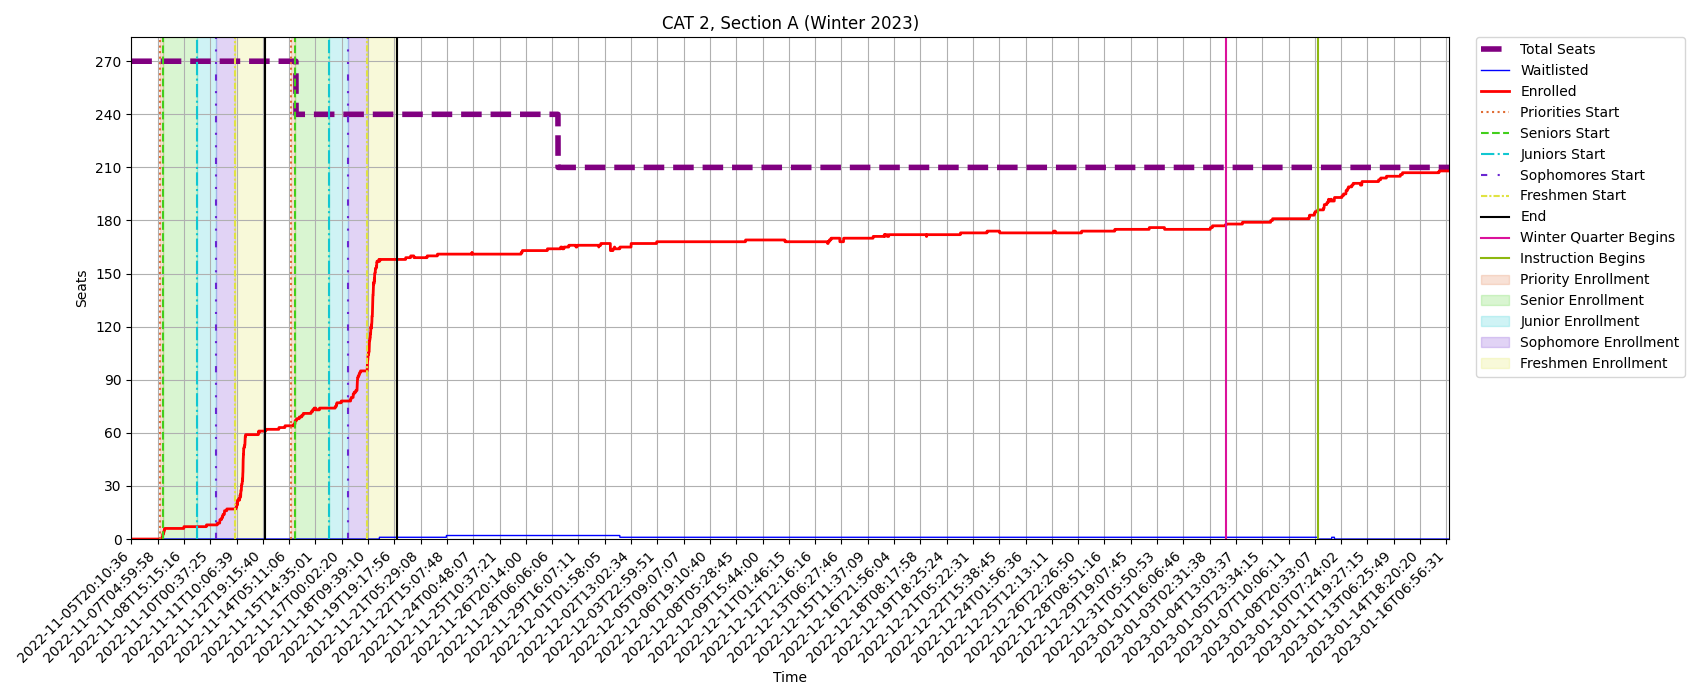 CAT 2, Section A (Winter 2023)
Seats
270
240
210
180
150
120
90
60
30
0
2022-11-05T20:10:36
2022-11-07T04:59:58
2022-11-08T15:15:16
2022-11-10T00:37:25
2022-11-11T10:06:39
2022-11-12T19:15:40
2022-11-14T05:11:06
2022-11-15T14:35:01
2022-11-17T00:02:20
2022-11-18T09:39:10
2022-11-19T19:17:56
2022-11-21T05:29:08
2022-11-22T15:07:48
2022-11-24T00:48:07
2022-11-25T10:37:21
2022-11-26T20:14:00
2022-11-28T06:06:06
2022-11-29T16:07:11
2022-12-01T01:58:05
2022-12-02T13:02:34
2022-12-03T22:59:51
2022-12-05T09:07:07
2022-12-06T19:10:40
2022-12-08T05:28:45
2022-12-09T15:44:00
2022-12-11T01:46:15
2022-12-12T12:16:16
2022-12-13T06:27:46
2022-12-15T11:37:09
2022-12-16T21:56:04
2022-12-18T08:17:58
2022-12-19T18:25:24
2022-12-21T05:22:31
2022-12-22T15:38:45
2022-12-24T01:56:36
2022-12-25T12:13:11
2022-12-26T22:26:50
2022-12-28T08:51:16
2022-12-29T19:07:45
2022-12-31T05:50:53
2023-01-01T16:06:46
2023-01-03T02:31:38
2023-01-04T13:03:37
2023-01-05T23:34:15
2023-01-07T10:06:11
2023-01-08T20:33:07
2023-01-10T07:24:02
2023-01-11T19:27:15
2023-01-13T06:25:49
2023-01-14T18:20:20
2023-01-16T06:56:31
Time
Total Seats
Waitlisted
Enrolled
Priorities Start
Seniors Start
Juniors Start
Sophomores Start
Freshmen Start
End
Winter Quarter Begins
Instruction Begins
Priority Enrollment
Senior Enrollment
Junior Enrollment
Sophomore Enrollment
Freshmen Enrollment